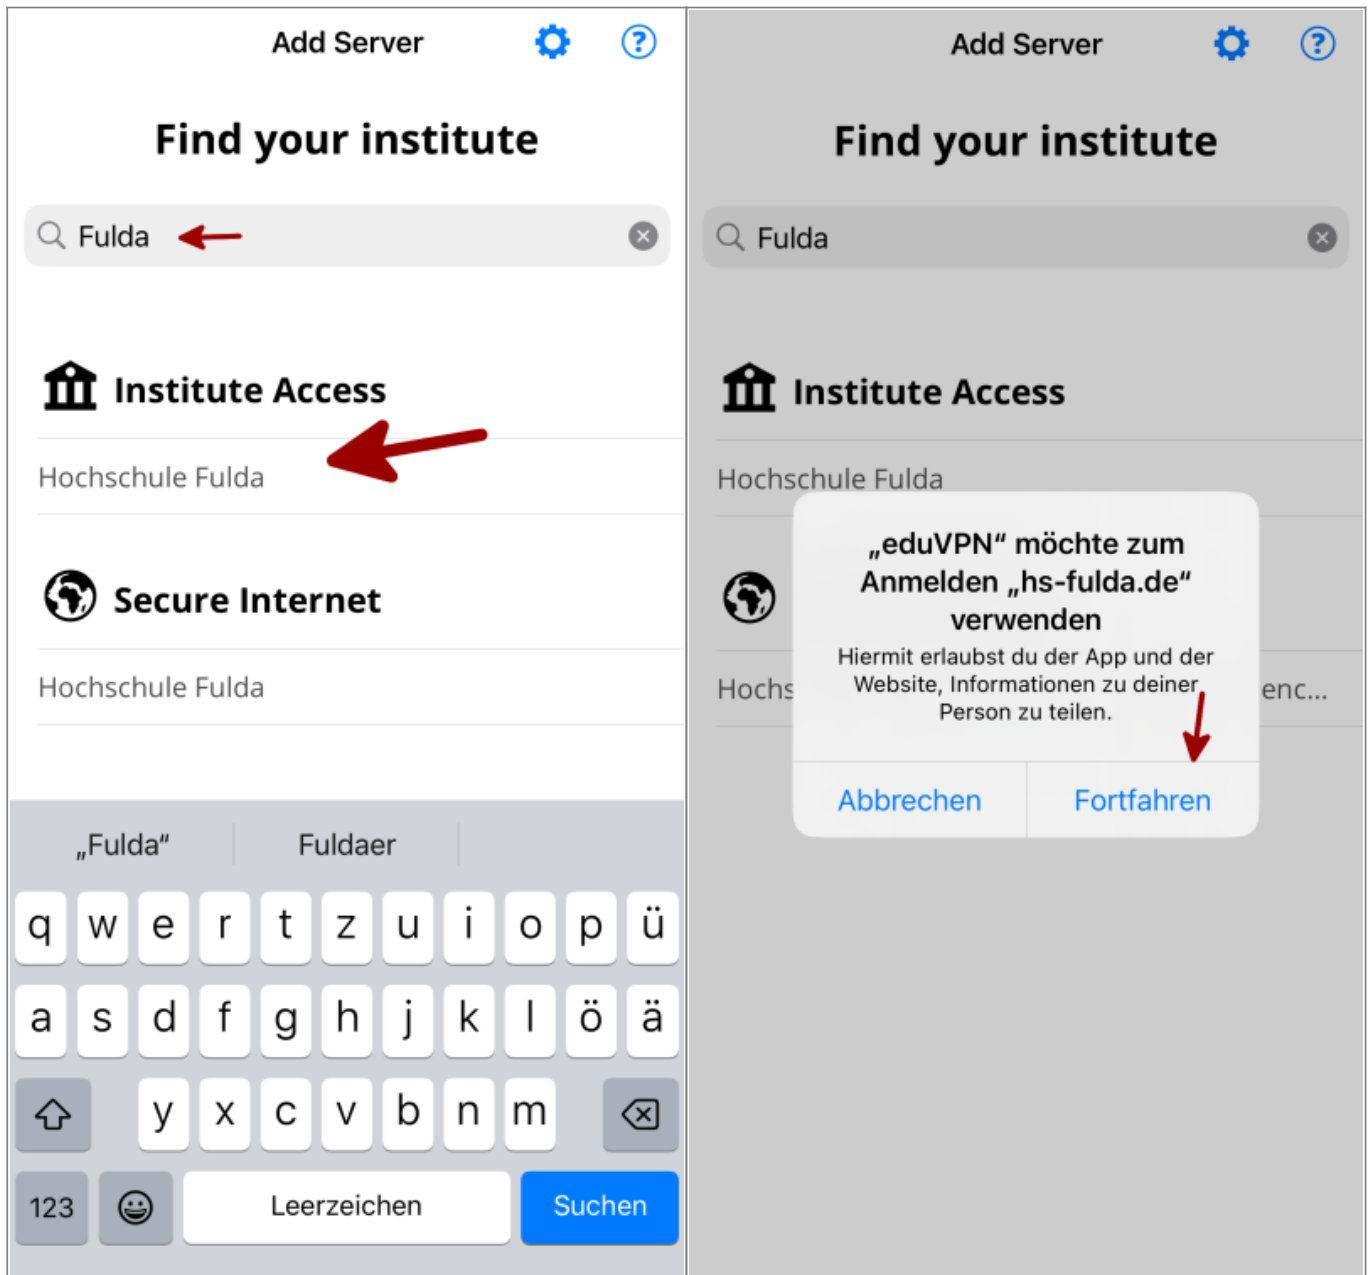 Add Server
Find your institute
Fulda
Institute Access
Hochschule Fulda
Secure Internet
Hochschule Fulda
„Fulda“ Fuldaer
q w e r t z u i o p ü
a s d f g h j k l ö ä
y x c v b n m
123 Leerzeichen Suchen
Add Server
Find your institute
Fulda
Institute Access
Hochschule Fulda
„eduVPN“ möchte zum
Anmelden „hs-fulda.de“
verwenden
Hiermit erlaubst du der App und der
Website, Informationen zu deiner
Person zu teilen.
Hochs enc...
Abbrechen Fortfahren